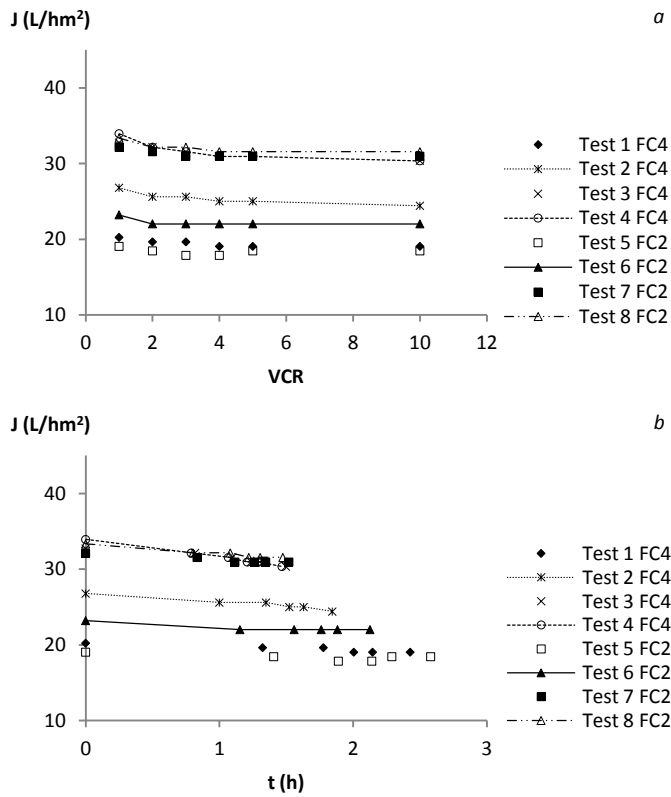 J (L/hm²)
a
40
30
20
10
0
2
4
6
8
10
12
VCR
Test 1 FC4
Test 2 FC4
Test 3 FC4
Test 4 FC4
Test 5 FC2
Test 6 FC2
Test 7 FC2
Test 8 FC2
J (L/hm²)
b
40
30
20
10
0
1
2
3
t (h)
Test 1 FC4
Test 2 FC4
Test 3 FC4
Test 4 FC4
Test 5 FC2
Test 6 FC2
Test 7 FC2
Test 8 FC2